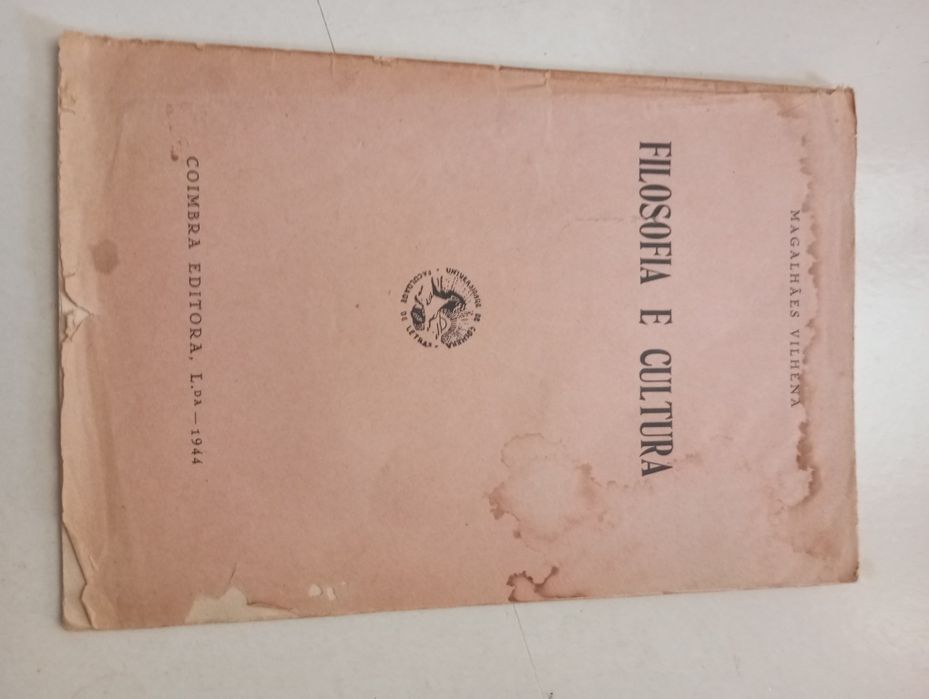 MAGALHÃES VILHENA
FILOSOFIA E CULTURA
UNIVERSIDADE DE COIMBRA
FACULDADE DE LETRAS
COIMBRA EDITORA, L.DA — 1944